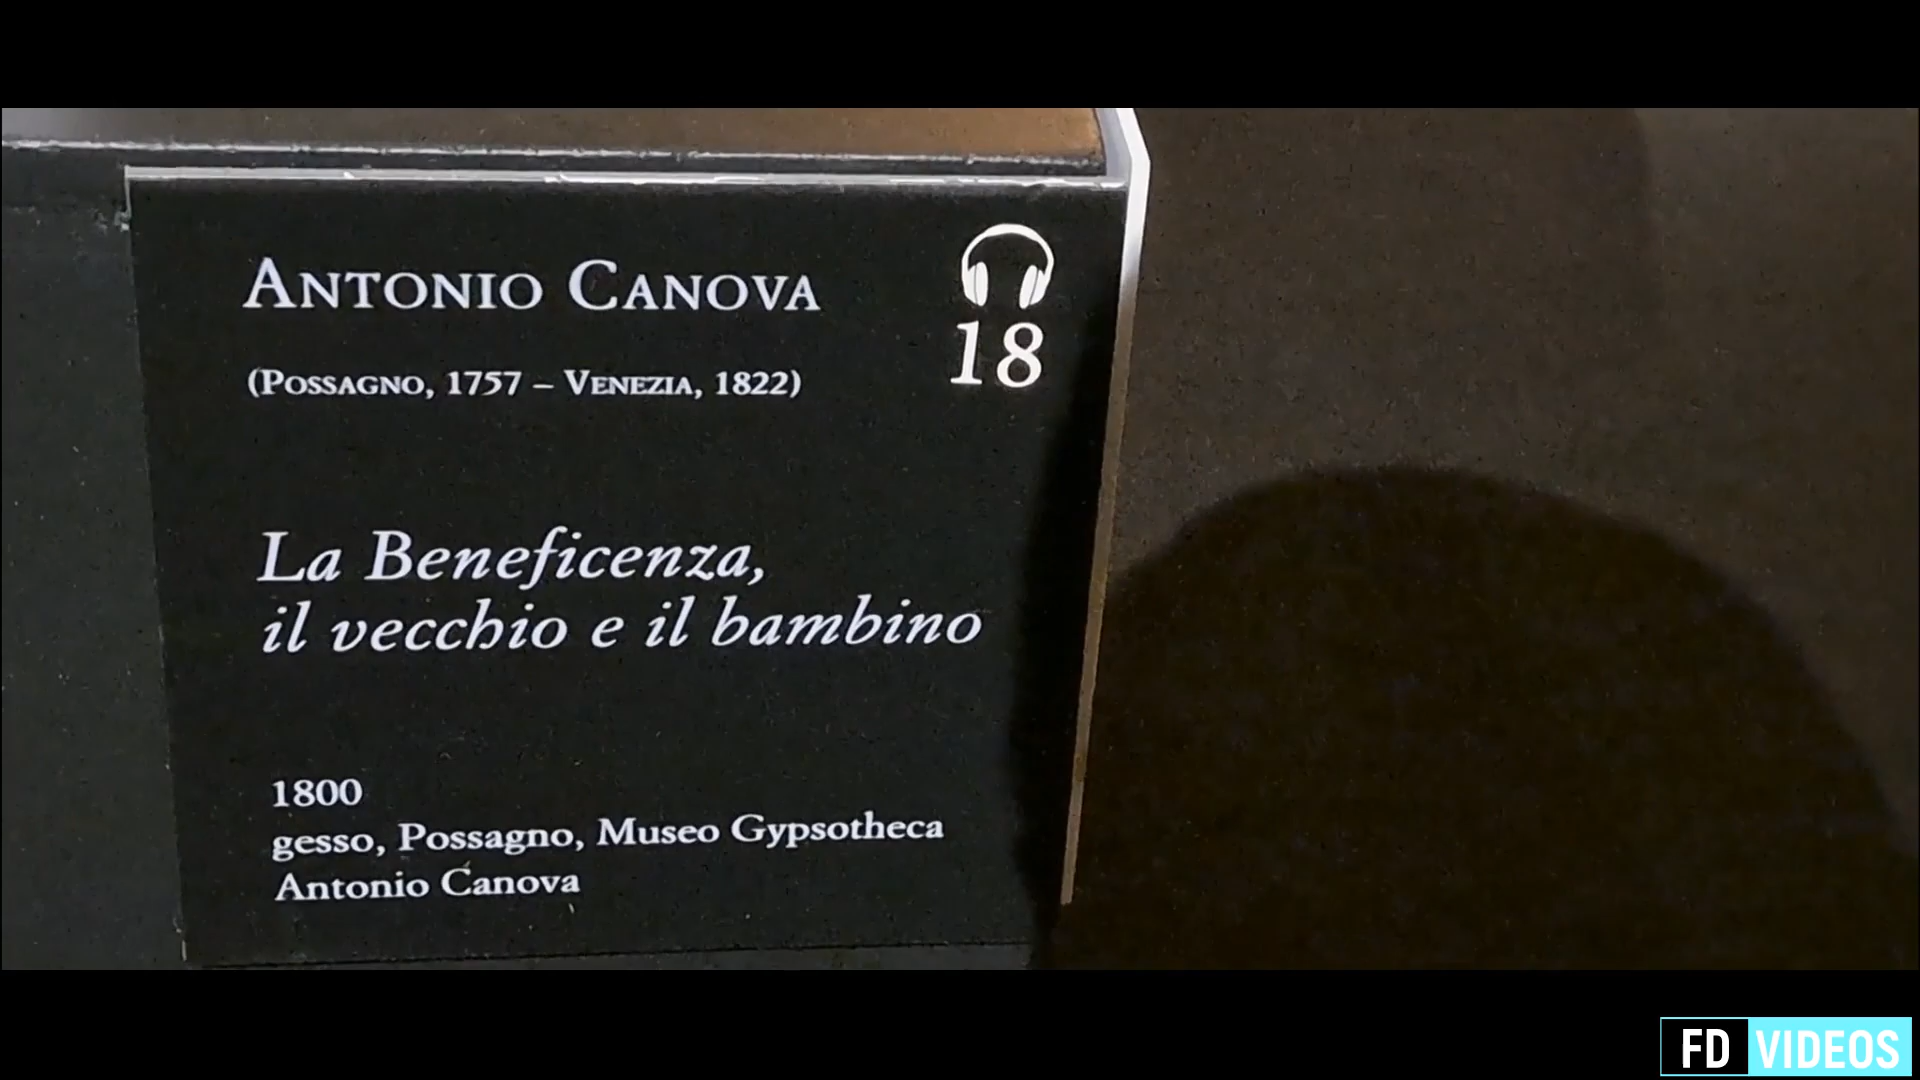 Antonio Canova
18
(Possagno, 1757 – Venezia, 1822)
La Beneficenza,
il vecchio e il bambino
1800
gesso, Possagno, Museo Gypsotheca
Antonio Canova
FD VIDEOS